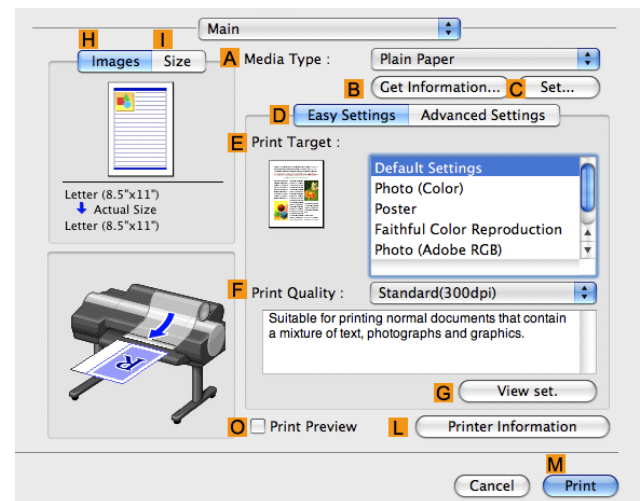 Main
H I
Images Size
A Media Type : Plain Paper
B Get Information... C Set...
D Easy Settings Advanced Settings
E Print Target :
Default Settings
Photo (Color)
Poster
Faithful Color Reproduction
Photo (Adobe RGB)
Letter (8.5"x11")
Actual Size
Letter (8.5"x11")
F Print Quality : Standard(300dpi)
Suitable for printing normal documents that contain
a mixture of text, photographs and graphics.
G View set.
O Print Preview L Printer Information
M
Cancel Print
R